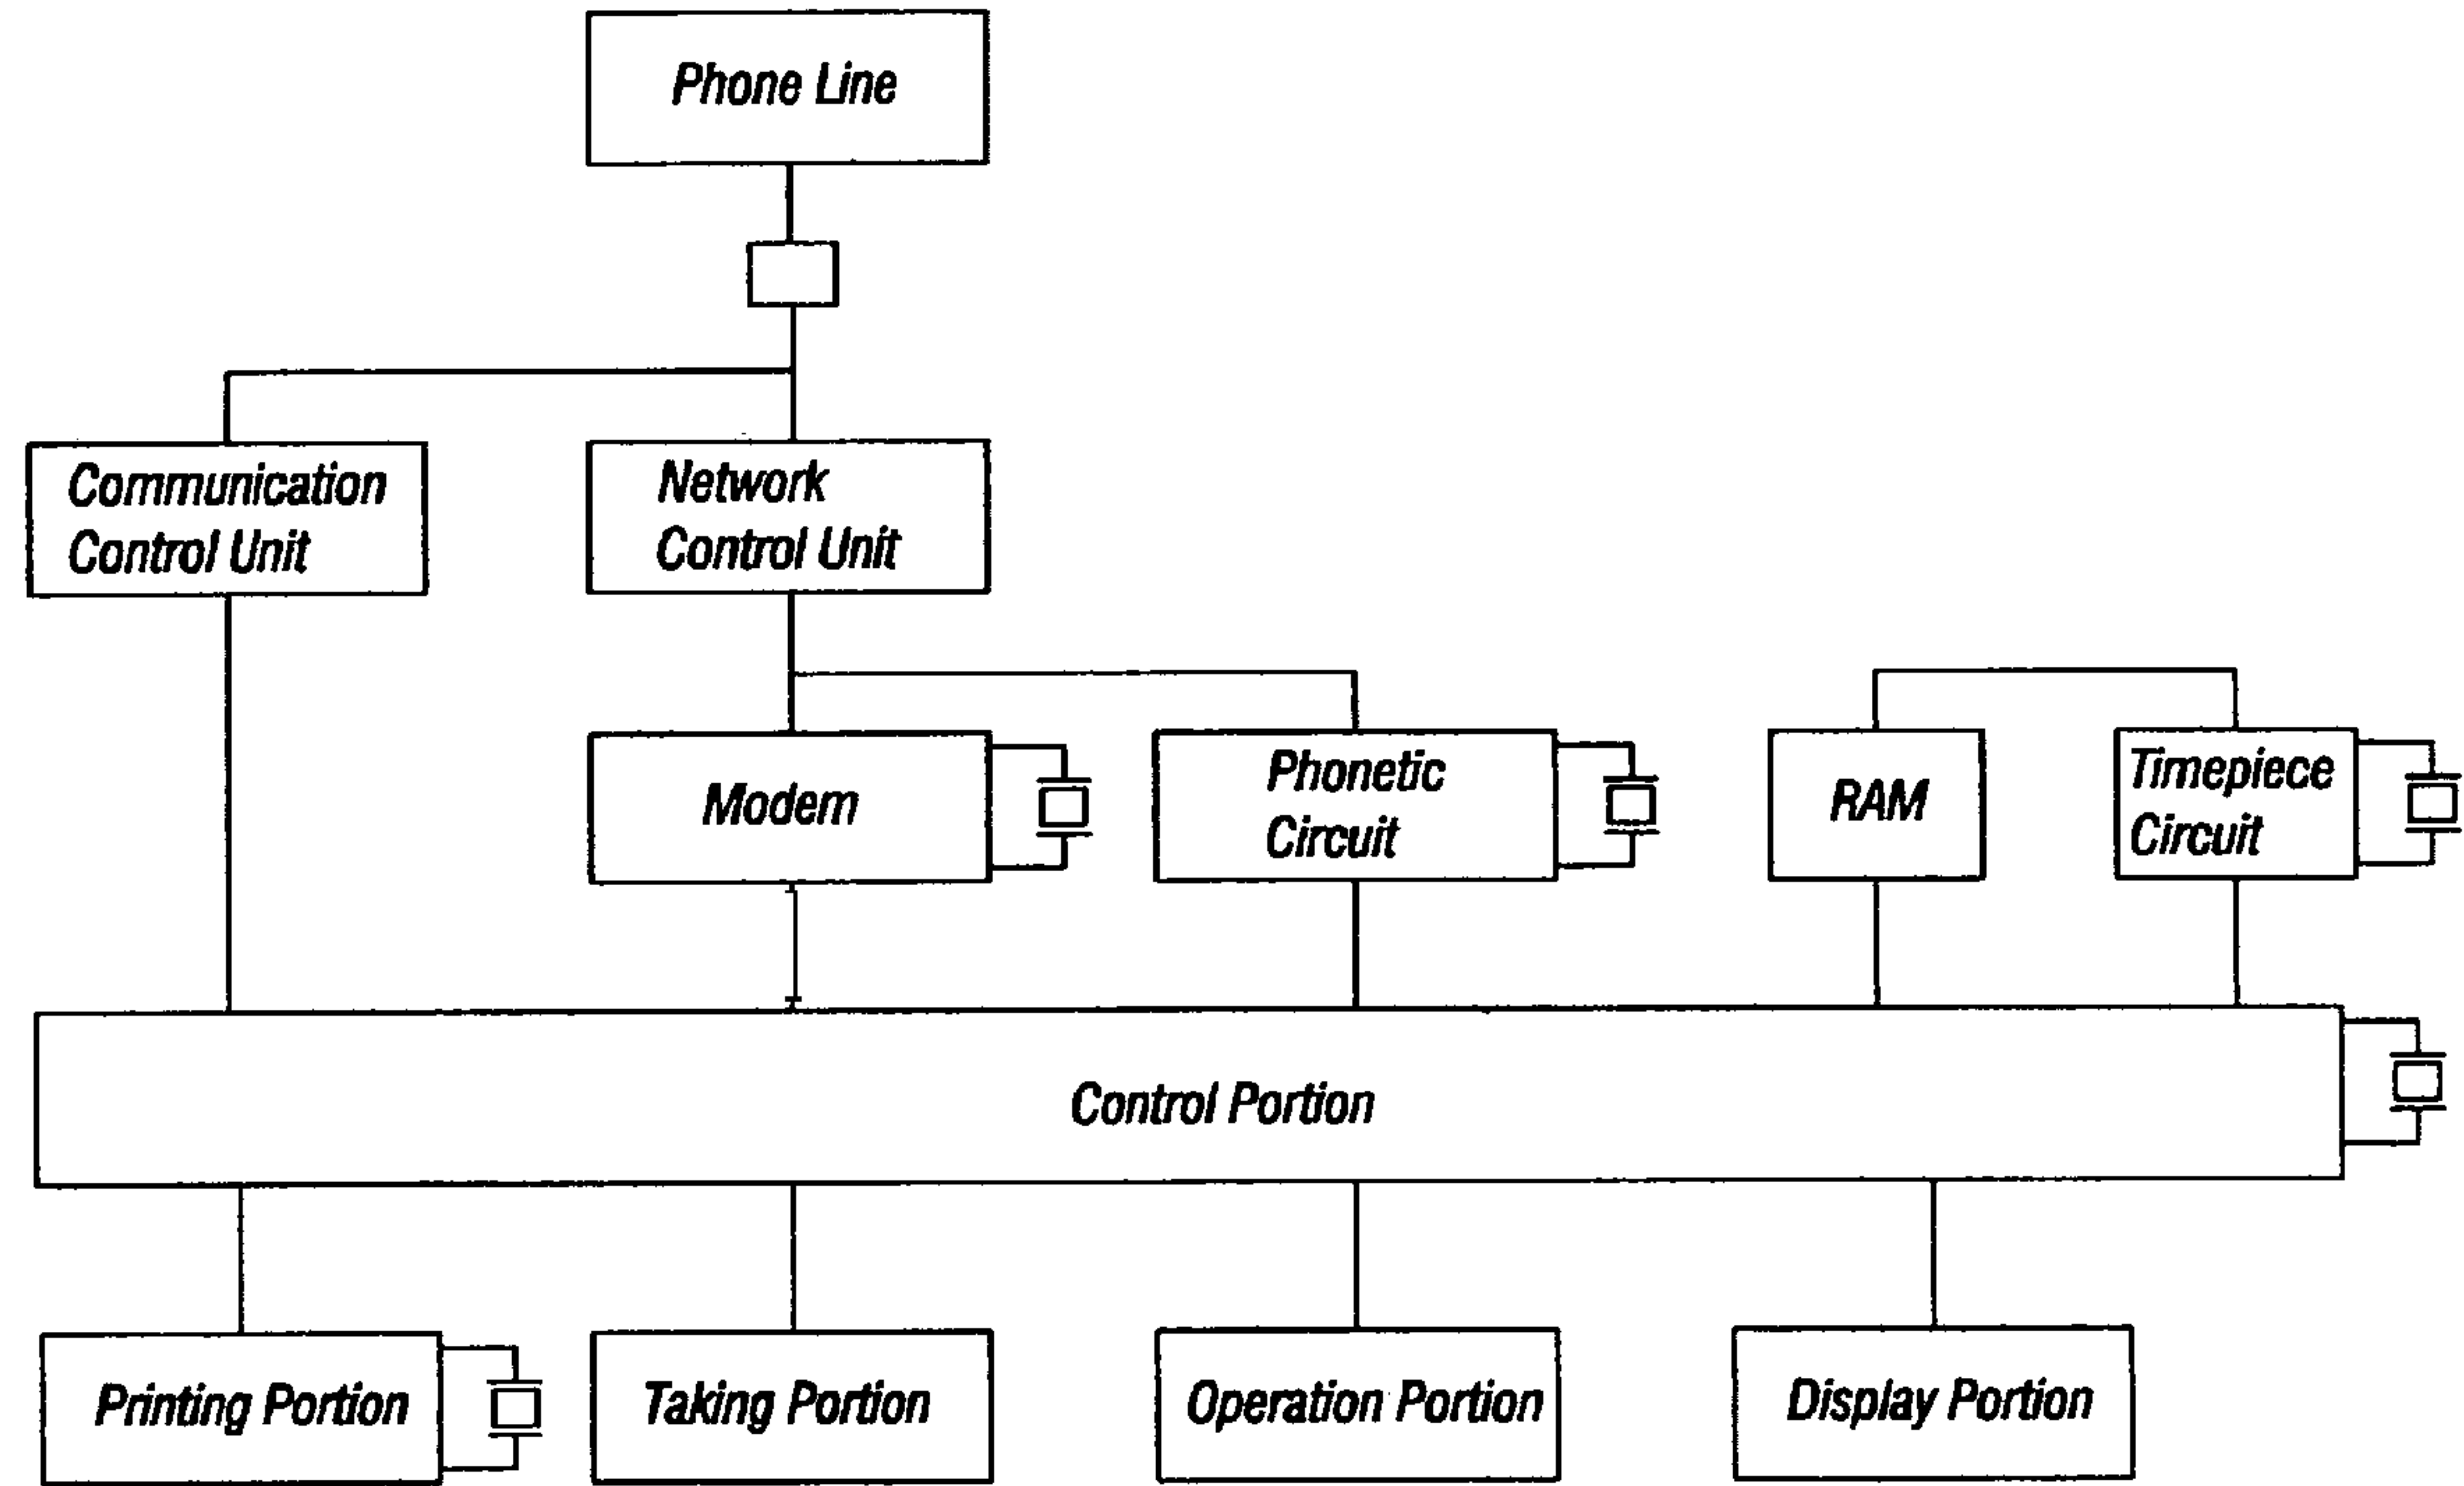 Phone Line
Communication
Control Unit
Network
Control Unit
Modem
Phonetic
Circuit
RAM
Timepiece
Circuit
Control Portion
Printing Portion
Taking Portion
Operation Portion
Display Portion